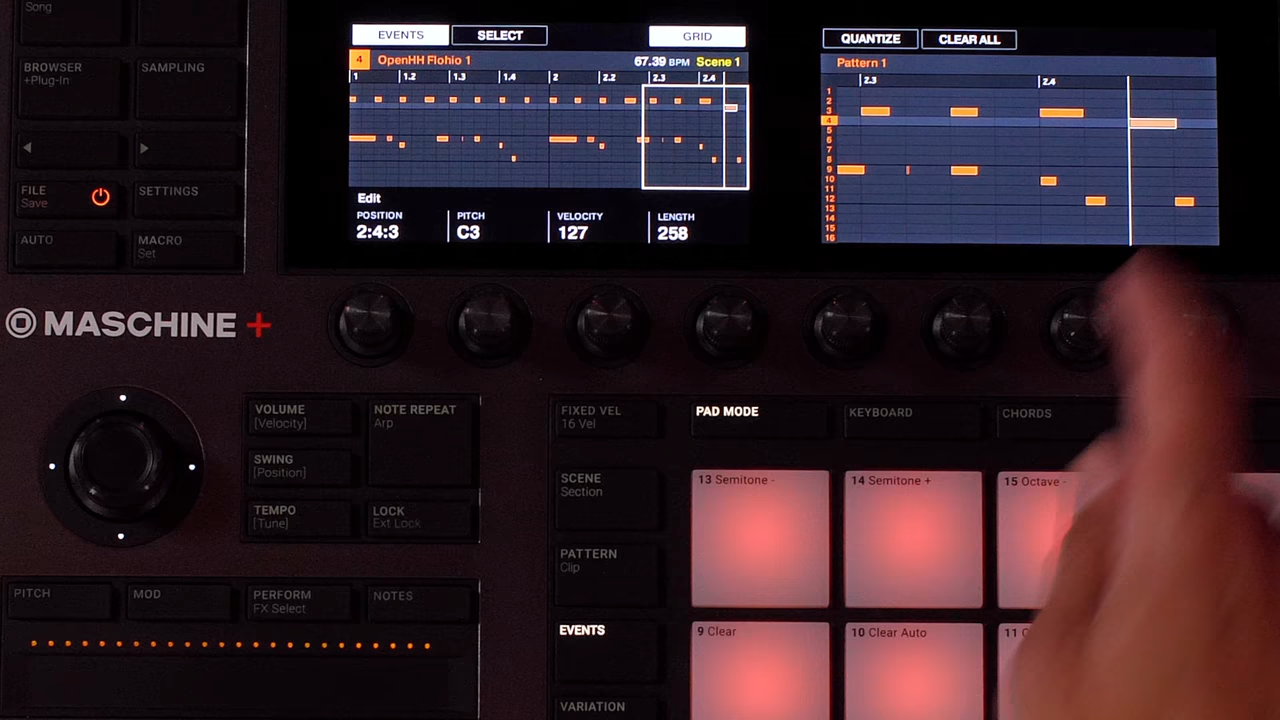 Song
BROWSER
+Plug-In
SAMPLING
FILE
Save
SETTINGS
AUTO
MACRO
Set
EVENTS SELECT GRID
4 OpenHH Flohio 1 67.39 BPM Scene 1
1 1.2 1.3 1.4 2 2.2 2.3 2.4
Edit
POSITION PITCH VELOCITY LENGTH
2:4:3 C3 127 258
QUANTIZE CLEAR ALL
Pattern 1
2.3 2.4
1
2
3
4
5
6
7
8
9
10
11
12
13
14
15
16
MASCHINE +
VOLUME
[Velocity]
NOTE REPEAT
Arp
SWING
[Position]
TEMPO
[Tune]
LOCK
Ext Lock
PITCH
MOD
PERFORM
FX Select
NOTES
FIXED VEL
16 Vel
PAD MODE
KEYBOARD
CHORDS
SCENE
Section
PATTERN
Clip
EVENTS
VARIATION
13 Semitone -
14 Semitone +
15 Octave -
9 Clear
10 Clear Auto
11